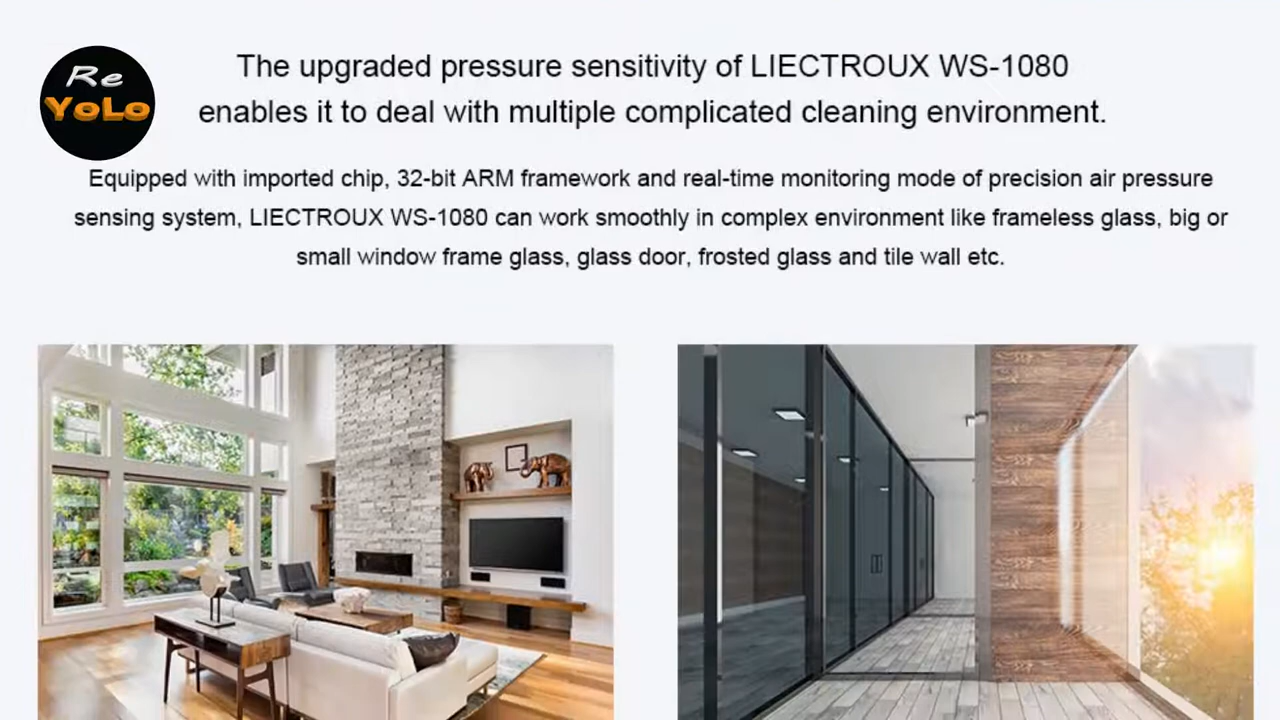 Re
YoLo
The upgraded pressure sensitivity of LIECTROUX WS-1080
enables it to deal with multiple complicated cleaning environment.
Equipped with imported chip, 32-bit ARM framework and real-time monitoring mode of precision air pressure
sensing system, LIECTROUX WS-1080 can work smoothly in complex environment like frameless glass, big or
small window frame glass, glass door, frosted glass and tile wall etc.